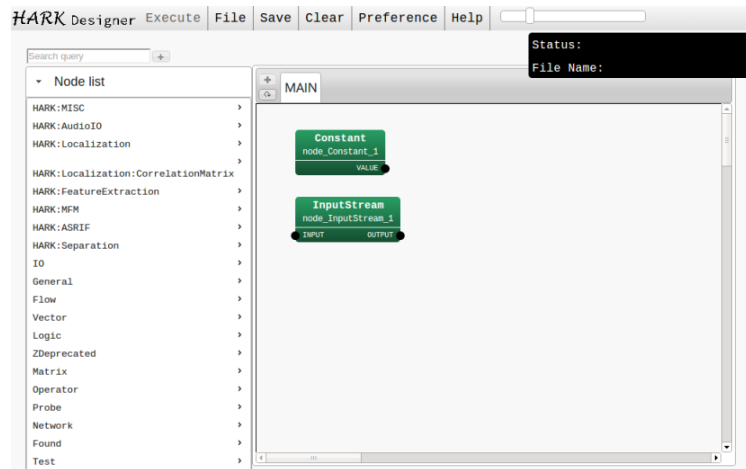 HARK Designer Execute File Save Clear Preference Help
Status:
File Name:
Search query
Node list
MAIN
HARK:MISC
HARK:AudioIO
HARK:Localization
HARK:Localization:CorrelationMatrix
HARK:FeatureExtraction
HARK:MFM
HARK:ASRIF
HARK:Separation
IO
General
Flow
Vector
Logic
ZDeprecated
Matrix
Operator
Probe
Network
Found
Test
Constant
node_Constant_1
VALUE
InputStream
node_InputStream_1
INPUT OUTPUT